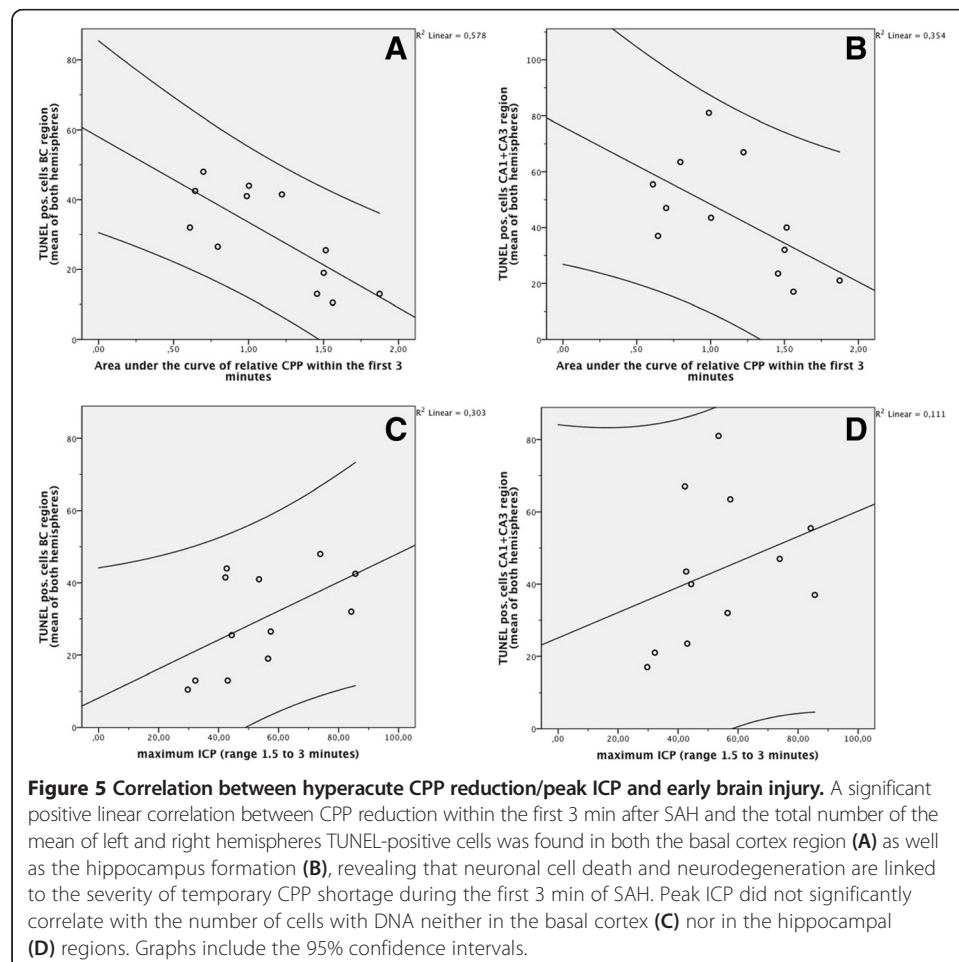 R² Linear = 0,578
A
TUNEL pos. cells BC region
(mean of both hemispheres)
80
60
40
20
0
,00 ,50 1,00 1,50 2,00
Area under the curve of relative CPP within the first 3
minutes
R² Linear = 0,354
B
TUNEL pos. cells CA1+CA3 region
(mean of both hemispheres)
100
80
60
40
20
0
,00 ,50 1,00 1,50 2,00
Area under the curve of relative CPP within the first 3
minutes
R² Linear = 0,303
C
TUNEL pos. cells BC region
(mean of both hemispheres)
80
60
40
20
0
,00 20,00 40,00 60,00 80,00 100,00
maximum ICP (range 1.5 to 3 minutes)
R² Linear = 0,111
D
TUNEL pos. cells CA1+CA3 region
(mean of both hemispheres)
80
60
40
20
0
,00 20,00 40,00 60,00 80,00 100,00
maximum ICP (range 1.5 to 3 minutes)
Figure 5 Correlation between hyperacute CPP reduction/peak ICP and early brain injury. A significant
positive linear correlation between CPP reduction within the first 3 min after SAH and the total number of the
mean of left and right hemispheres TUNEL-positive cells was found in both the basal cortex region (A) as well
as the hippocampus formation (B), revealing that neuronal cell death and neurodegeneration are linked
to the severity of temporary CPP shortage during the first 3 min of SAH. Peak ICP did not significantly
correlate with the number of cells with DNA neither in the basal cortex (C) nor in the hippocampal
(D) regions. Graphs include the 95% confidence intervals.